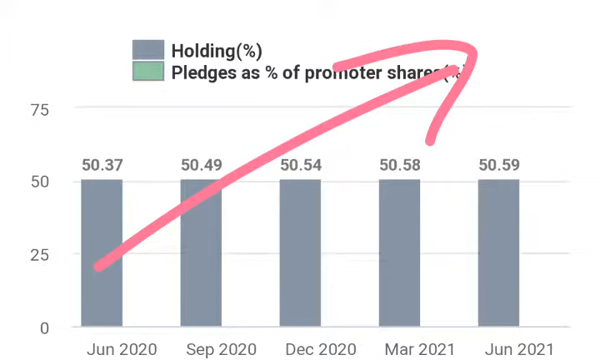 Holding(%)
Pledges as % of promoter shares(%)
75
50.37 50.49 50.54 50.58 50.59
50
25
0
Jun 2020 Sep 2020 Dec 2020 Mar 2021 Jun 2021